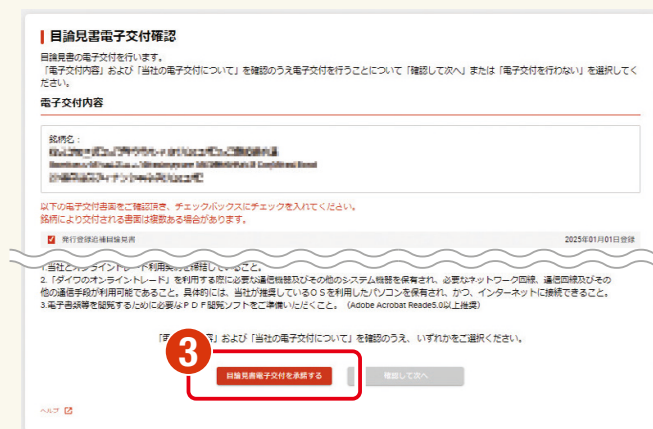 目論見書電子交付確認
目論見書の電子交付を行います。
「電子交付内容」および「当社の電子交付について」を確認のうえ電子交付を行うことについて「確認して次へ」または「電子交付を行わない」を選択してく
ださい。
電子交付内容
銘柄名：
以下の電子交付書面をご確認頂き、チェックボックスにチェックを入れてください。
銘柄により交付される書面は複数ある場合があります。
発行登録追補目論見書 2025年01月01日登録
1.当社とオンライントレード利用契約を締結していること。
2.「ダイワのオンライントレード」を利用する際に必要な通信機器及びその他のシステム機器を保有され、必要なネットワーク回線、通信回線及びその
他の通信手段が利用可能であること。具体的には、当社が推奨しているＯＳを利用したパソコンを保有され、かつ、インターネットに接続できること。
3.電子書類等を閲覧するために必要なＰＤＦ閲覧ソフトをご準備いただくこと。（Adobe Acrobat Reade5.0以上推奨）
容」および「当社の電子交付について」を確認のうえ、いずれかをご選択ください。
3
目論見書電子交付を承諾する
確認して次へ
ヘルプ